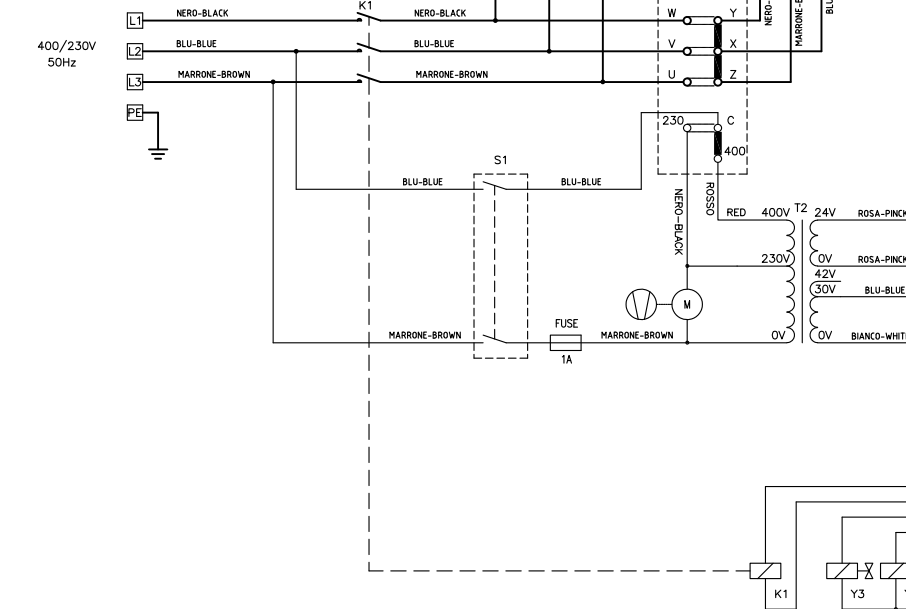 K1
L1 NERO-BLACK NERO-BLACK W Y
400/230V L2 BLU-BLUE BLU-BLUE V X
50Hz
L3 MARRONE-BROWN MARRONE-BROWN U Z
PE
230 C
400
S1
BLU-BLUE BLU-BLUE
NERO-BLACK
ROSSO
RED 400V T2 24V ROSA-PINCK
230V 0V ROSA-PINCK
42V
30V BLU-BLUE
M
FUSE
MARRONE-BROWN MARRONE-BROWN 0V 0V BIANCO-WHIT
1A
K1 Y3